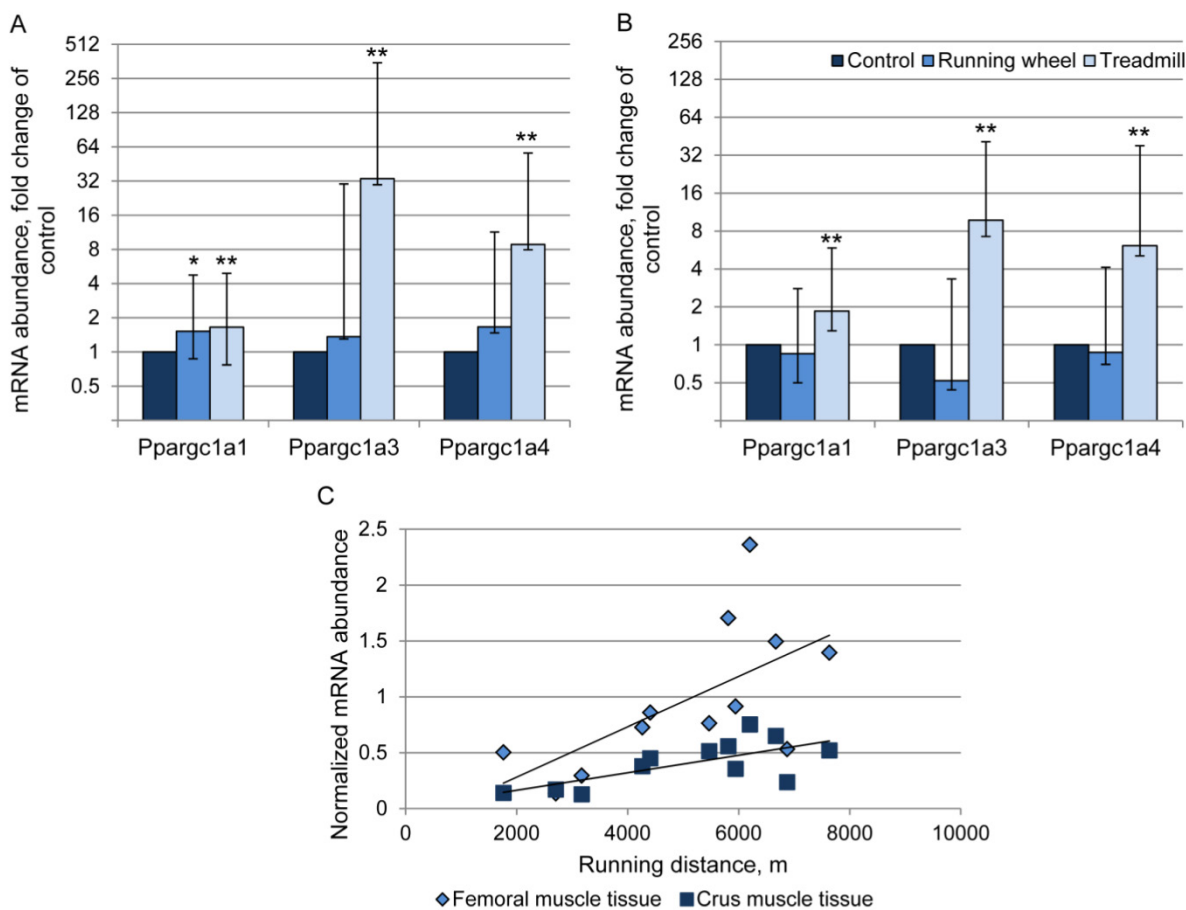 A
mRNA abundance, fold change of
control
512
256
128
64
32
16
8
4
2
1
0.5
*
**
**
**
Ppargc1a1
Ppargc1a3
Ppargc1a4
B
mRNA abundance, fold change of
control
256
128
64
32
16
8
4
2
1
0.5
Control
Running wheel
Treadmill
**
**
**
Ppargc1a1
Ppargc1a3
Ppargc1a4
C
Normalized mRNA abundance
2.5
2
1.5
1
0.5
0
0
2000
4000
6000
8000
10000
Running distance, m
Femoral muscle tissue
Crus muscle tissue